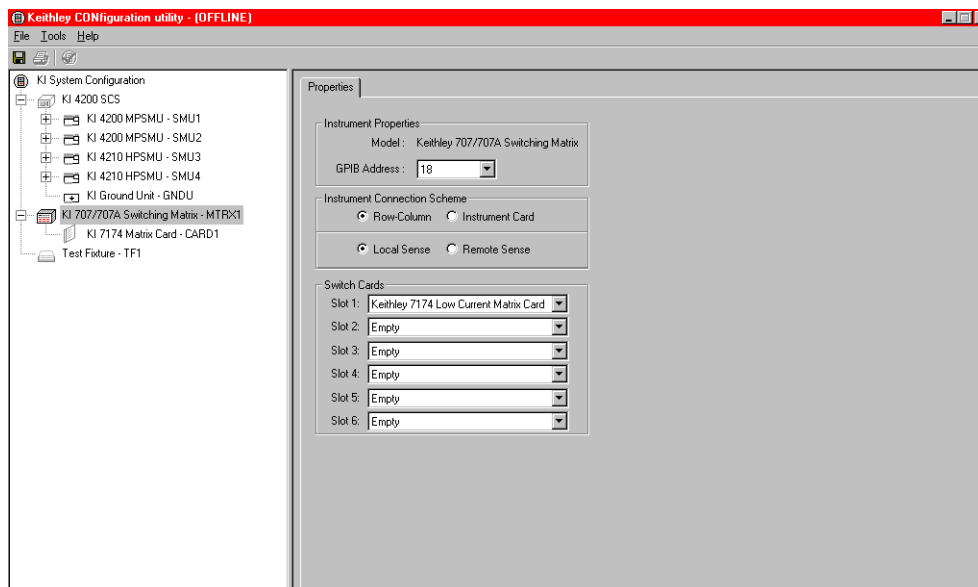 Keithley CONfiguration utility - (OFFLINE)
File Tools Help
KI System Configuration
KI 4200 SCS
KI 4200 MPSMU - SMU1
KI 4200 MPSMU - SMU2
KI 4210 HPSMU - SMU3
KI 4210 HPSMU - SMU4
KI Ground Unit - GNDU
KI 707/707A Switching Matrix - MTRX1
KI 7174 Matrix Card - CARD1
Test Fixture - TF1
Properties
Instrument Properties
Model : Keithley 707/707A Switching Matrix
GPIB Address : 18
Instrument Connection Scheme
Row-Column Instrument Card
Local Sense Remote Sense
Switch Cards
Slot 1: Keithley 7174 Low Current Matrix Card
Slot 2: Empty
Slot 3: Empty
Slot 4: Empty
Slot 5: Empty
Slot 6: Empty